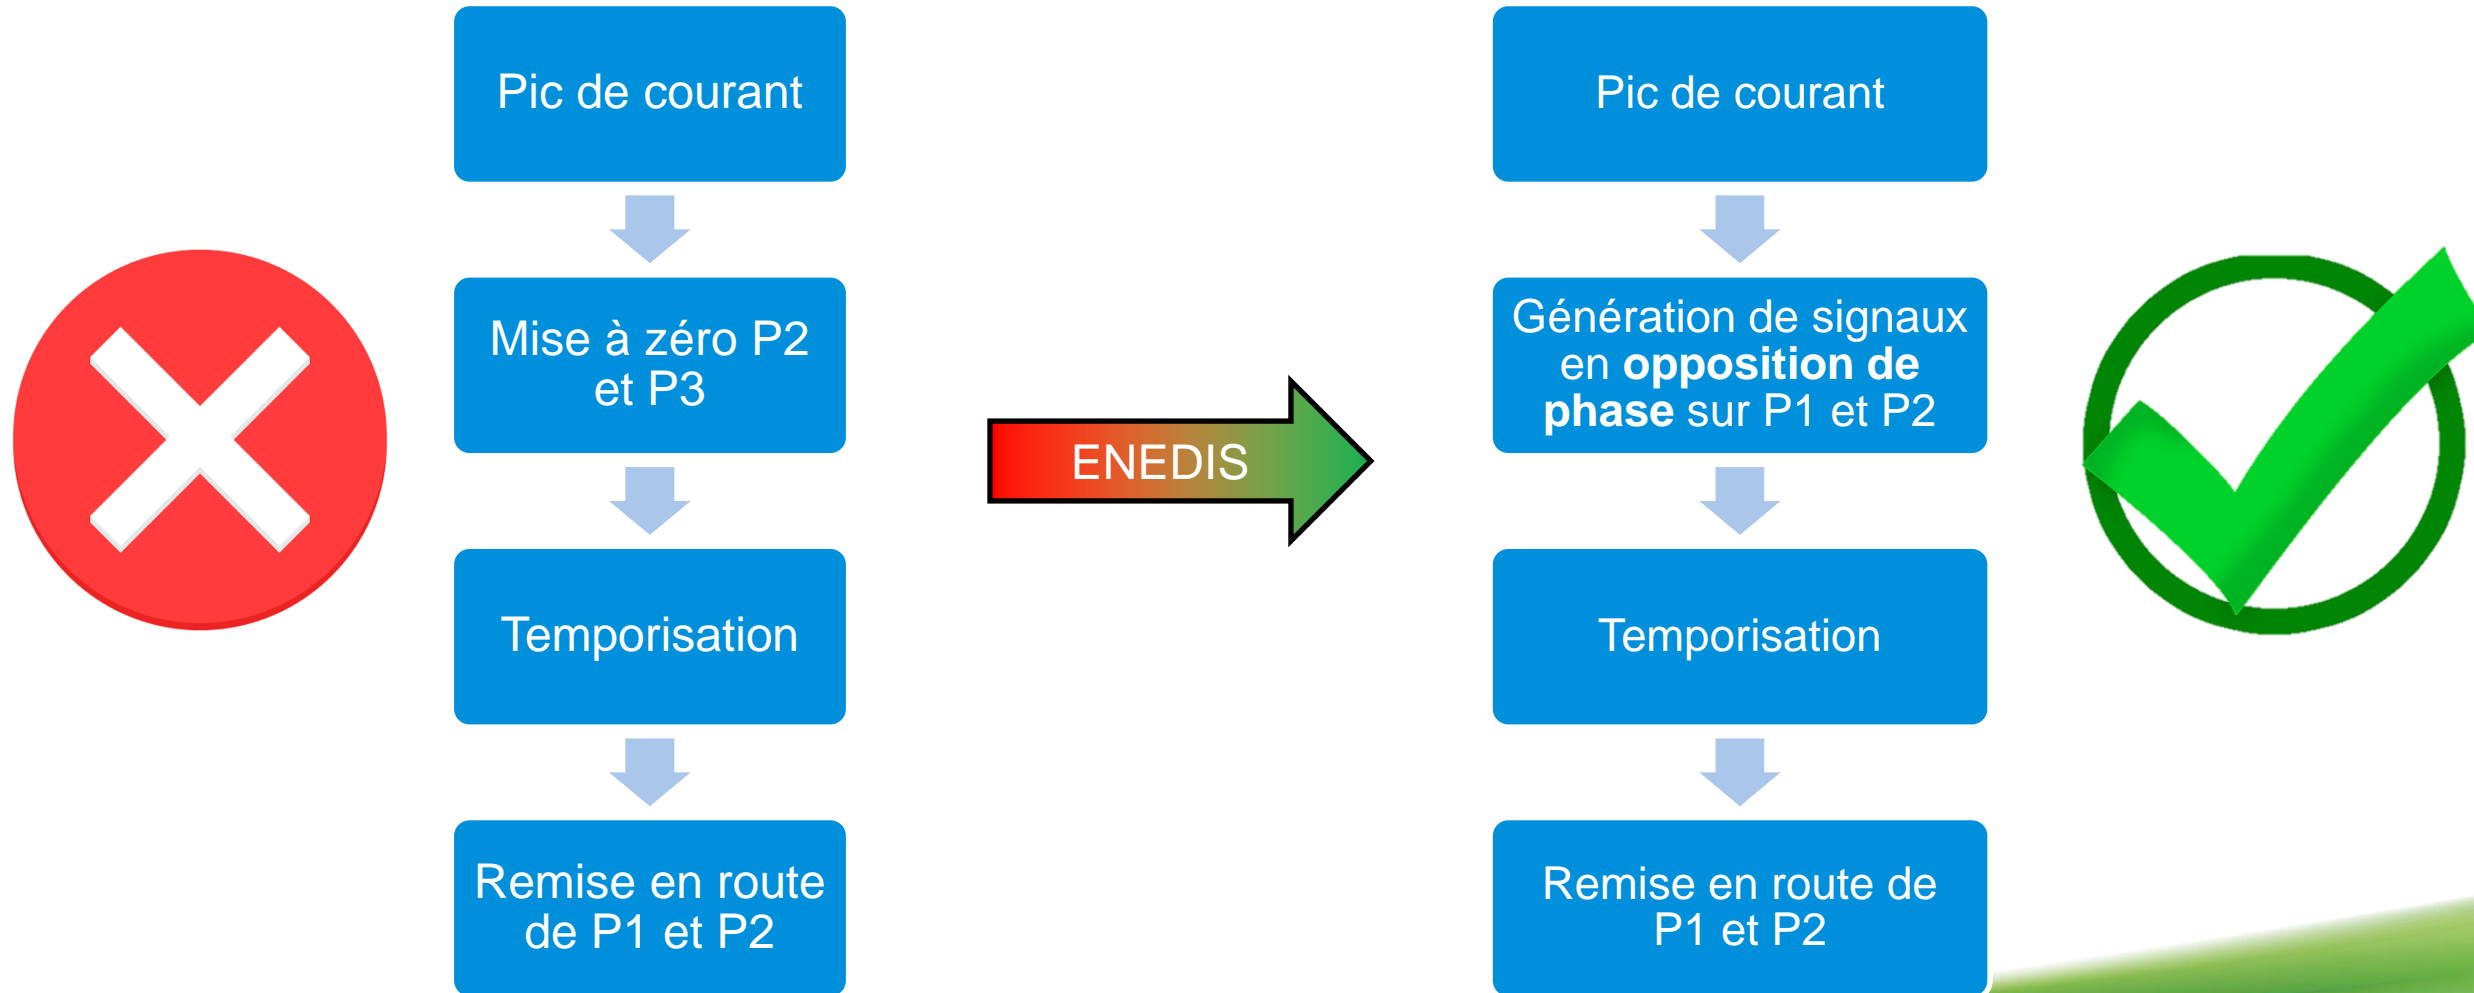 Pic de courant
Mise à zéro P2
et P3
Temporisation
Remise en route
de P1 et P2
ENEDIS
Pic de courant
Génération de signaux
en opposition de
phase sur P1 et P2
Temporisation
Remise en route de
P1 et P2